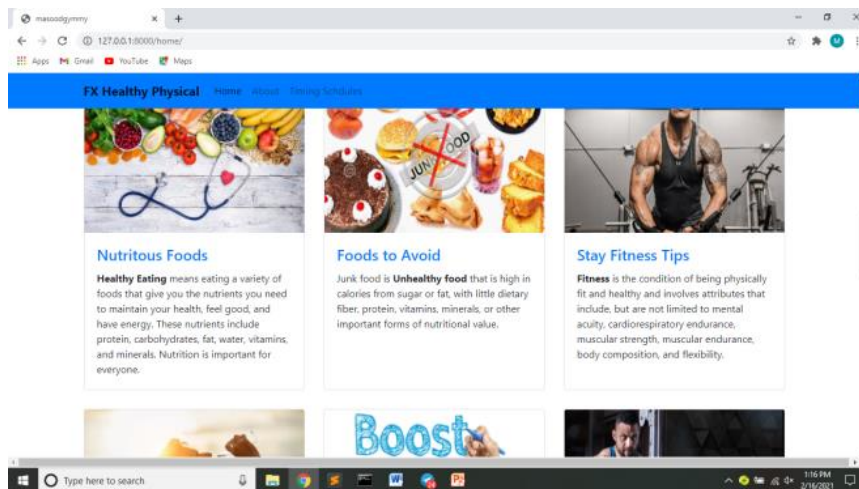 masoodgymmy
127.0.0.1:8000/home/
Apps Gmail YouTube Maps
FX Healthy Physical Home About Timing Schdules
JUNK FOOD
Nutritous Foods
Healthy Eating means eating a variety of
foods that give you the nutrients you need
to maintain your health, feel good, and
have energy. These nutrients include
protein, carbohydrates, fat, water, vitamins,
and minerals. Nutrition is important for
everyone.
Foods to Avoid
Junk food is Unhealthy food that is high in
calories from sugar or fat, with little dietary
fiber, protein, vitamins, minerals, or other
important forms of nutritional value.
Stay Fitness Tips
Fitness is the condition of being physically
fit and healthy and involves attributes that
include, but are not limited to mental
acuity, cardiorespiratory endurance,
muscular strength, muscular endurance,
body composition, and flexibility.
Boost
Type here to search
1:16 PM
2/16/2021